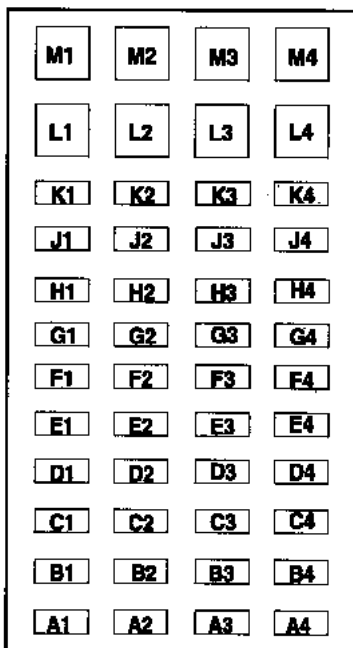 M1 M2 M3 M4
L1 L2 L3 L4
K1 K2 K3 K4
J1 J2 J3 J4
H1 H2 H3 H4
G1 G2 G3 G4
F1 F2 F3 F4
E1 E2 E3 E4
D1 D2 D3 D4
C1 C2 C3 C4
B1 B2 B3 B4
A1 A2 A3 A4